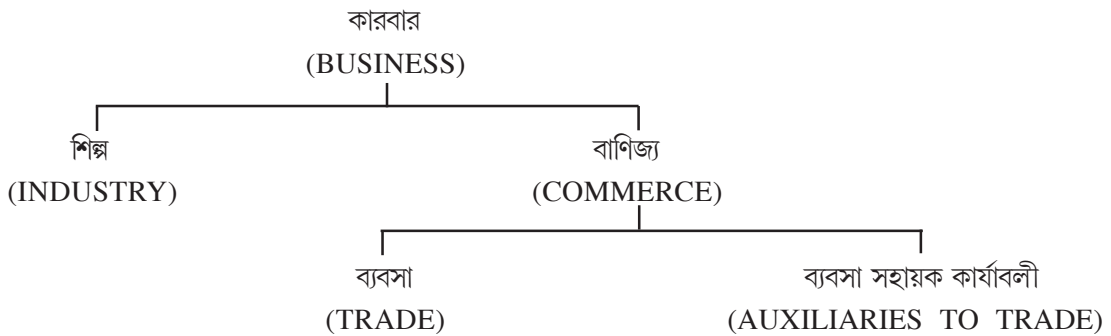 কারবার
(BUSINESS)
শিল্প
(INDUSTRY)
বাণিজ্য
(COMMERCE)
ব্যবসা
(TRADE)
ব্যবসা সহায়ক কার্যাবলী
(AUXILIARIES TO TRADE)